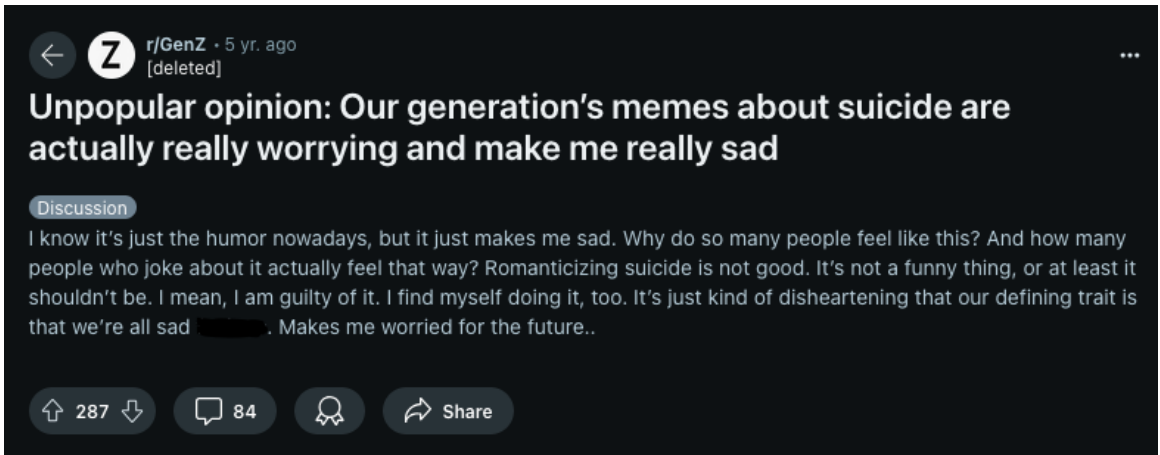 r/GenZ • 5 yr. ago
[deleted]
Unpopular opinion: Our generation's memes about suicide are
actually really worrying and make me really sad
Discussion
I know it's just the humor nowadays, but it just makes me sad. Why do so many people feel like this? And how many
people who joke about it actually feel that way? Romanticizing suicide is not good. It's not a funny thing, or at least it
shouldn't be. I mean, I am guilty of it. I find myself doing it, too. It's just kind of disheartening that our defining trait is
that we're all sad . Makes me worried for the future..
287 84 Share